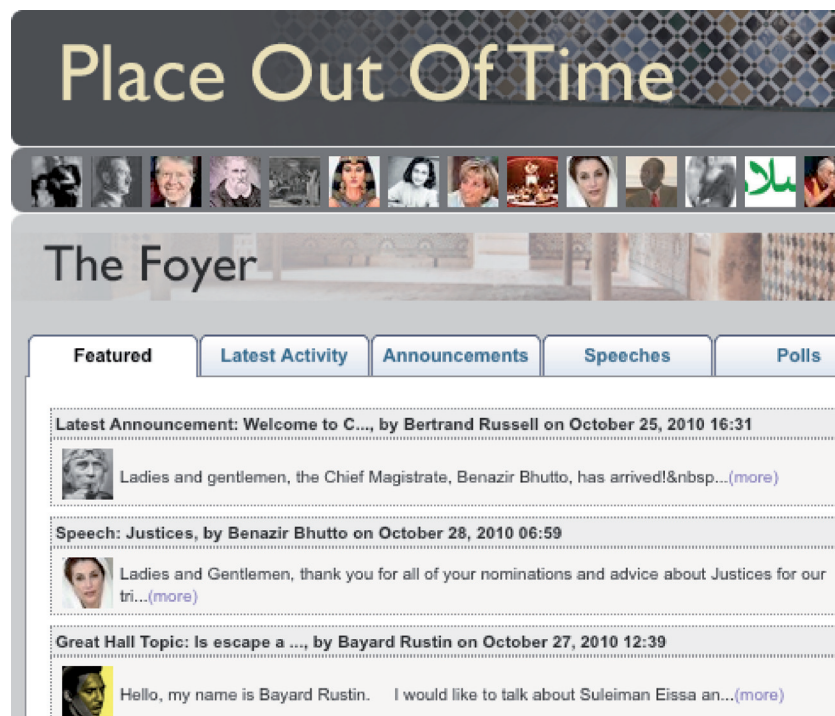 Place Out Of Time
سلا
The Foyer
Featured
Latest Activity
Announcements
Speeches
Polls
Latest Announcement: Welcome to C..., by Bertrand Russell on October 25, 2010 16:31
Ladies and gentlemen, the Chief Magistrate, Benazir Bhutto, has arrived!&nbsp...(more)
Speech: Justices, by Benazir Bhutto on October 28, 2010 06:59
Ladies and Gentlemen, thank you for all of your nominations and advice about Justices for our
tri...(more)
Great Hall Topic: Is escape a ..., by Bayard Rustin on October 27, 2010 12:39
Hello, my name is Bayard Rustin.    I would like to talk about Suleiman Eissa an...(more)